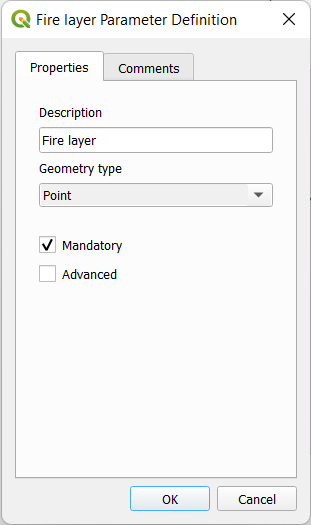 Fire layer Parameter Definition
Properties
Comments
Description
Fire layer
Geometry type
Point
Mandatory
Advanced
OK
Cancel